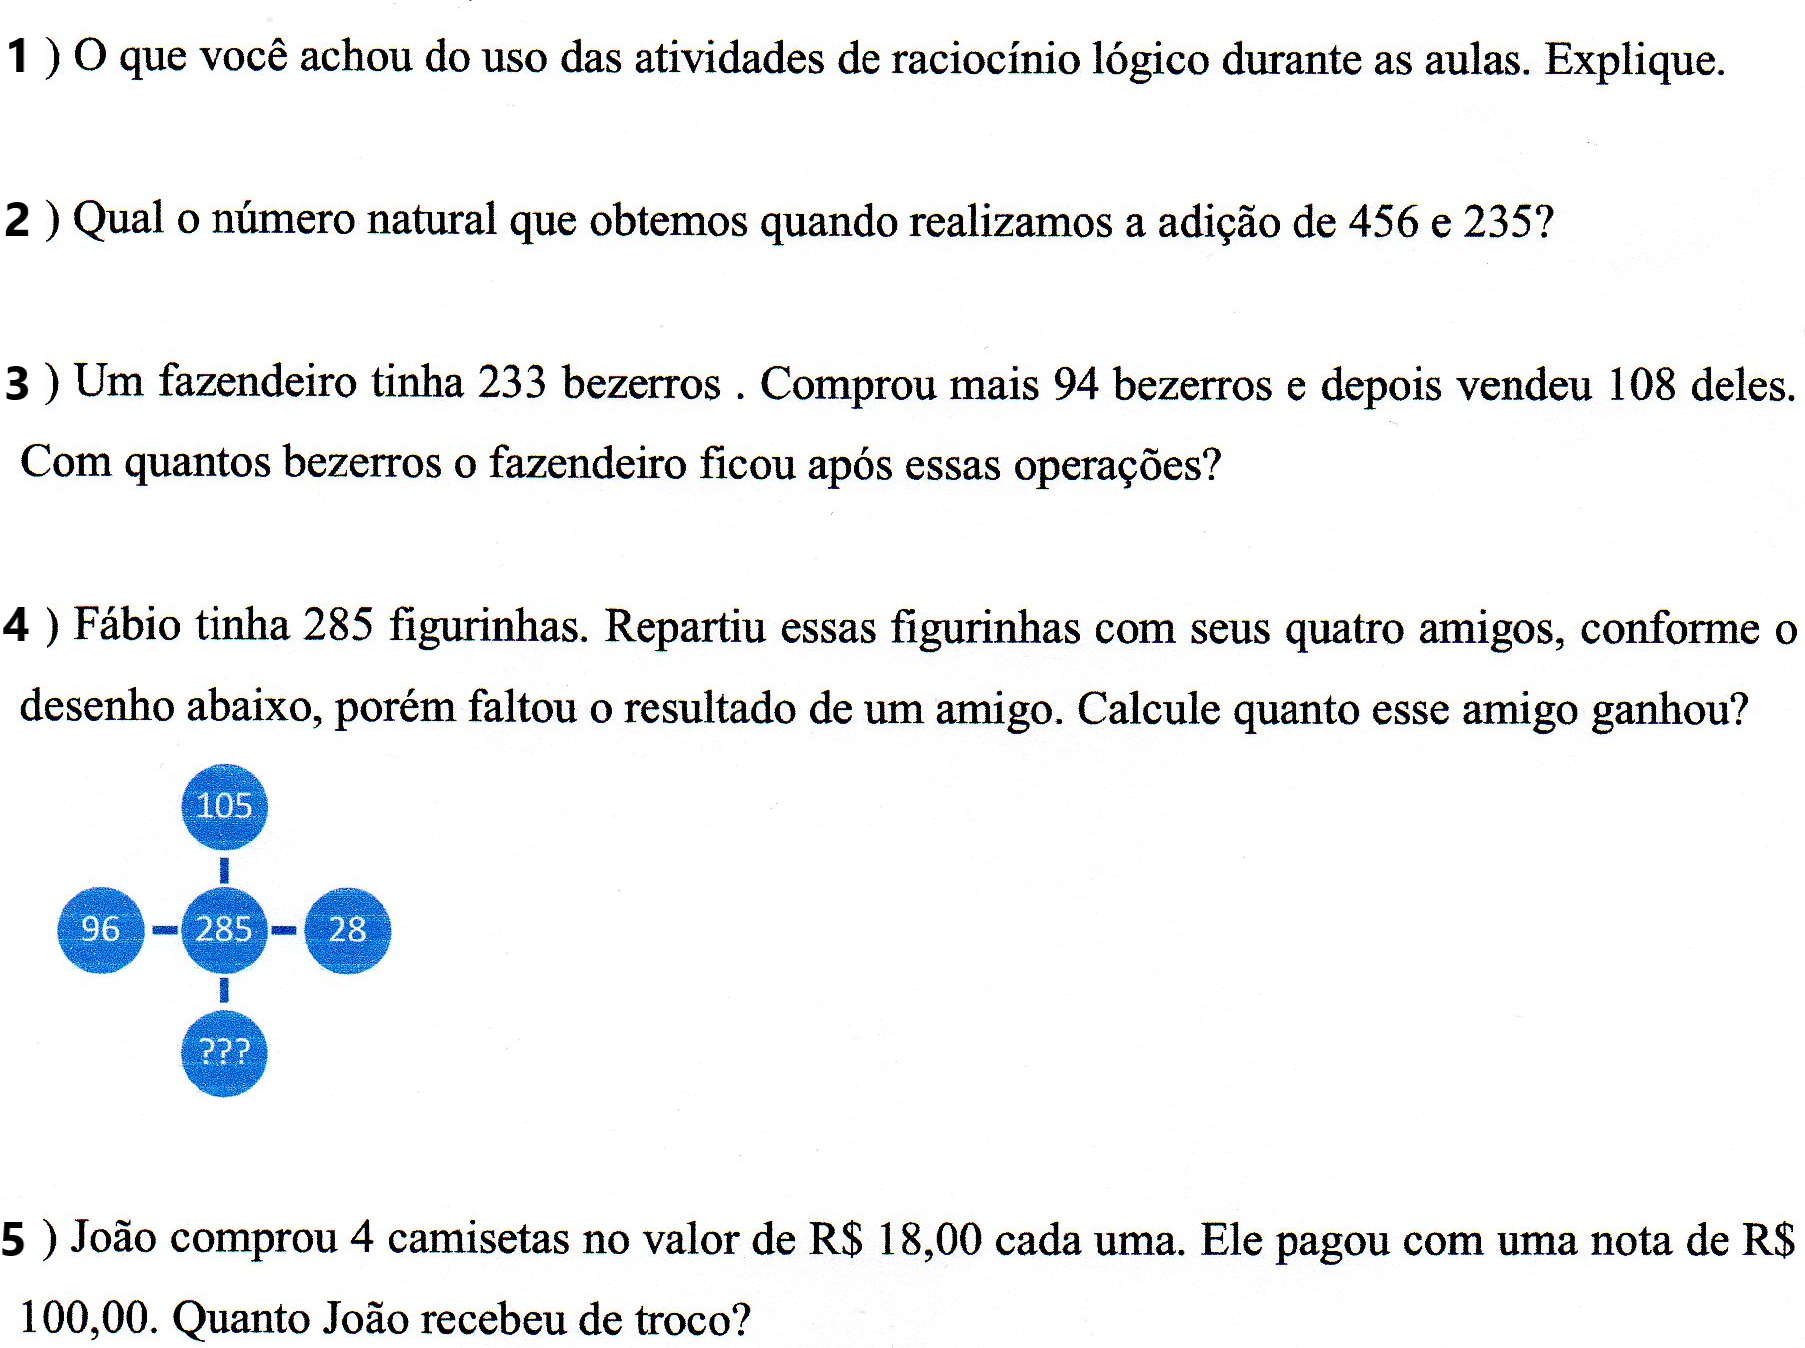 1 ) O que você achou do uso das atividades de raciocínio lógico durante as aulas. Explique.
2 ) Qual o número natural que obtemos quando realizamos a adição de 456 e 235?
3 ) Um fazendeiro tinha 233 bezerros . Comprou mais 94 bezerros e depois vendeu 108 deles.
Com quantos bezerros o fazendeiro ficou após essas operações?
4 ) Fábio tinha 285 figurinhas. Repartiu essas figurinhas com seus quatro amigos, conforme o
desenho abaixo, porém faltou o resultado de um amigo. Calcule quanto esse amigo ganhou?
105
96 285 28
???
5 ) João comprou 4 camisetas no valor de R$ 18,00 cada uma. Ele pagou com uma nota de R$
100,00. Quanto João recebeu de troco?